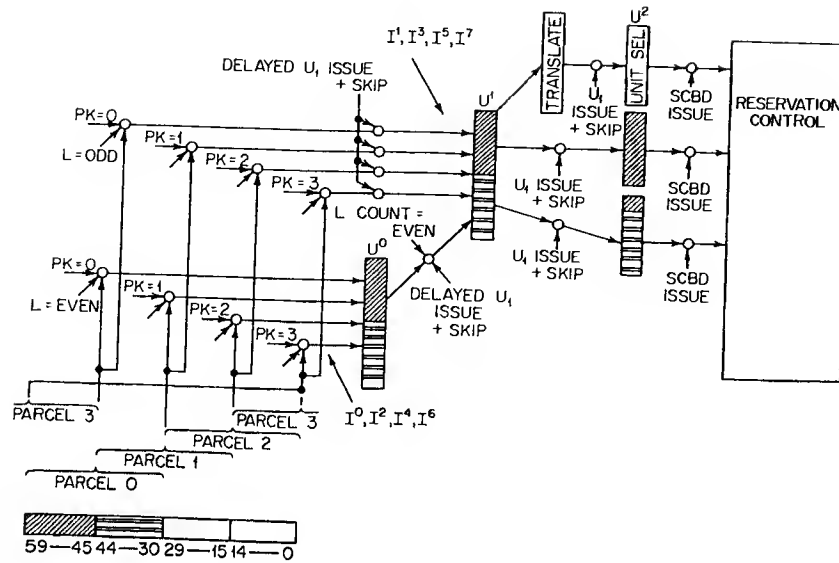 I¹, I³, I⁵, I⁷
DELAYED U₁ ISSUE
+ SKIP
TRANSLATE
U²
UNIT SEL
U₁
ISSUE
+ SKIP
SCBD
ISSUE
RESERVATION
CONTROL
U¹
PK=0
L=ODD
PK=1
PK=2
PK=3
U₁ ISSUE
+ SKIP
SCBD
ISSUE
L COUNT =
EVEN
U⁰
U₁ ISSUE
+ SKIP
SCBD
ISSUE
PK=0
L=EVEN
PK=1
PK=2
PK=3
DELAYED U₁
ISSUE
+ SKIP
I⁰, I², I⁴, I⁶
PARCEL 3
PARCEL 3
PARCEL 2
PARCEL 1
PARCEL 0
59—45 44—30 29—15 14—0